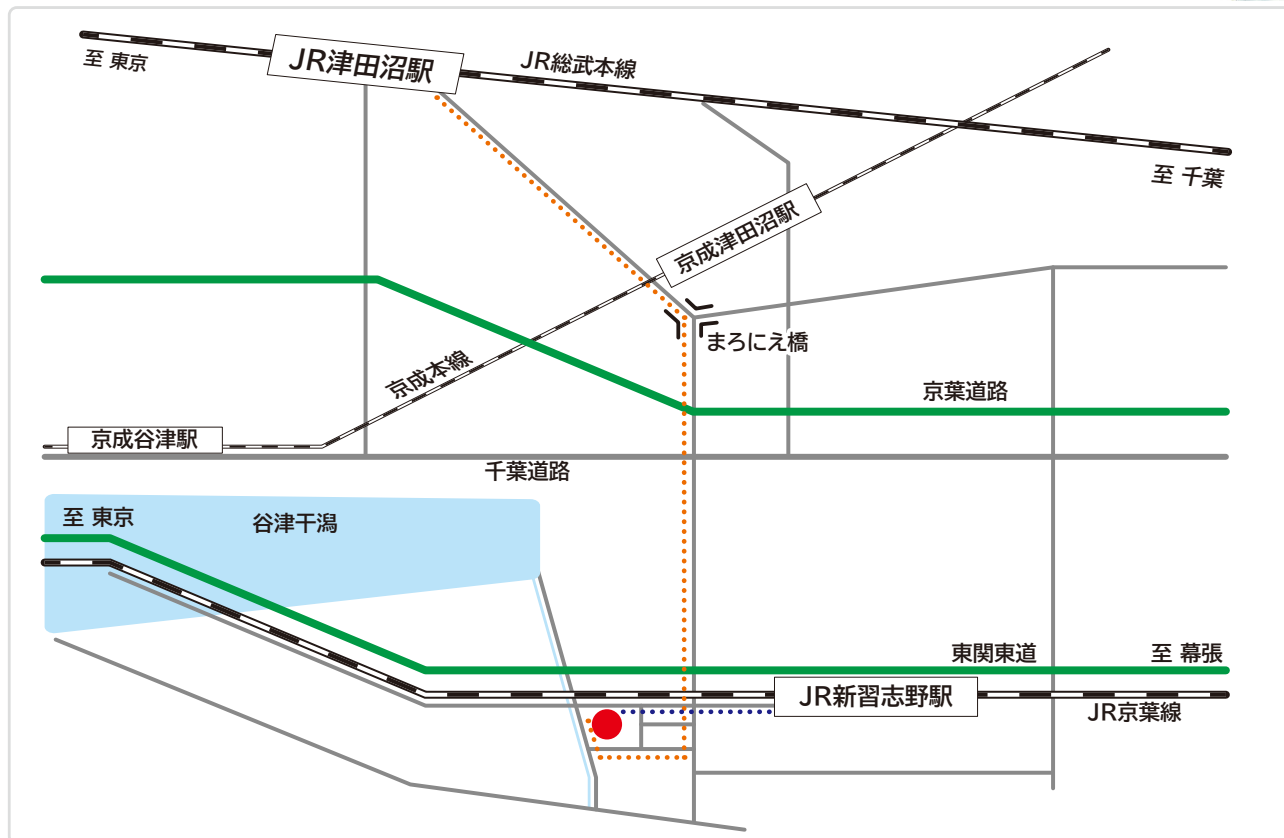 JR津田沼駅
JR総武本線
至 東京
至 千葉
京成津田沼駅
まろにえ橋
京成本線
京葉道路
京成谷津駅
千葉道路
至 東京
谷津干潟
東関東道
至 幕張
JR新習志野駅
JR京葉線